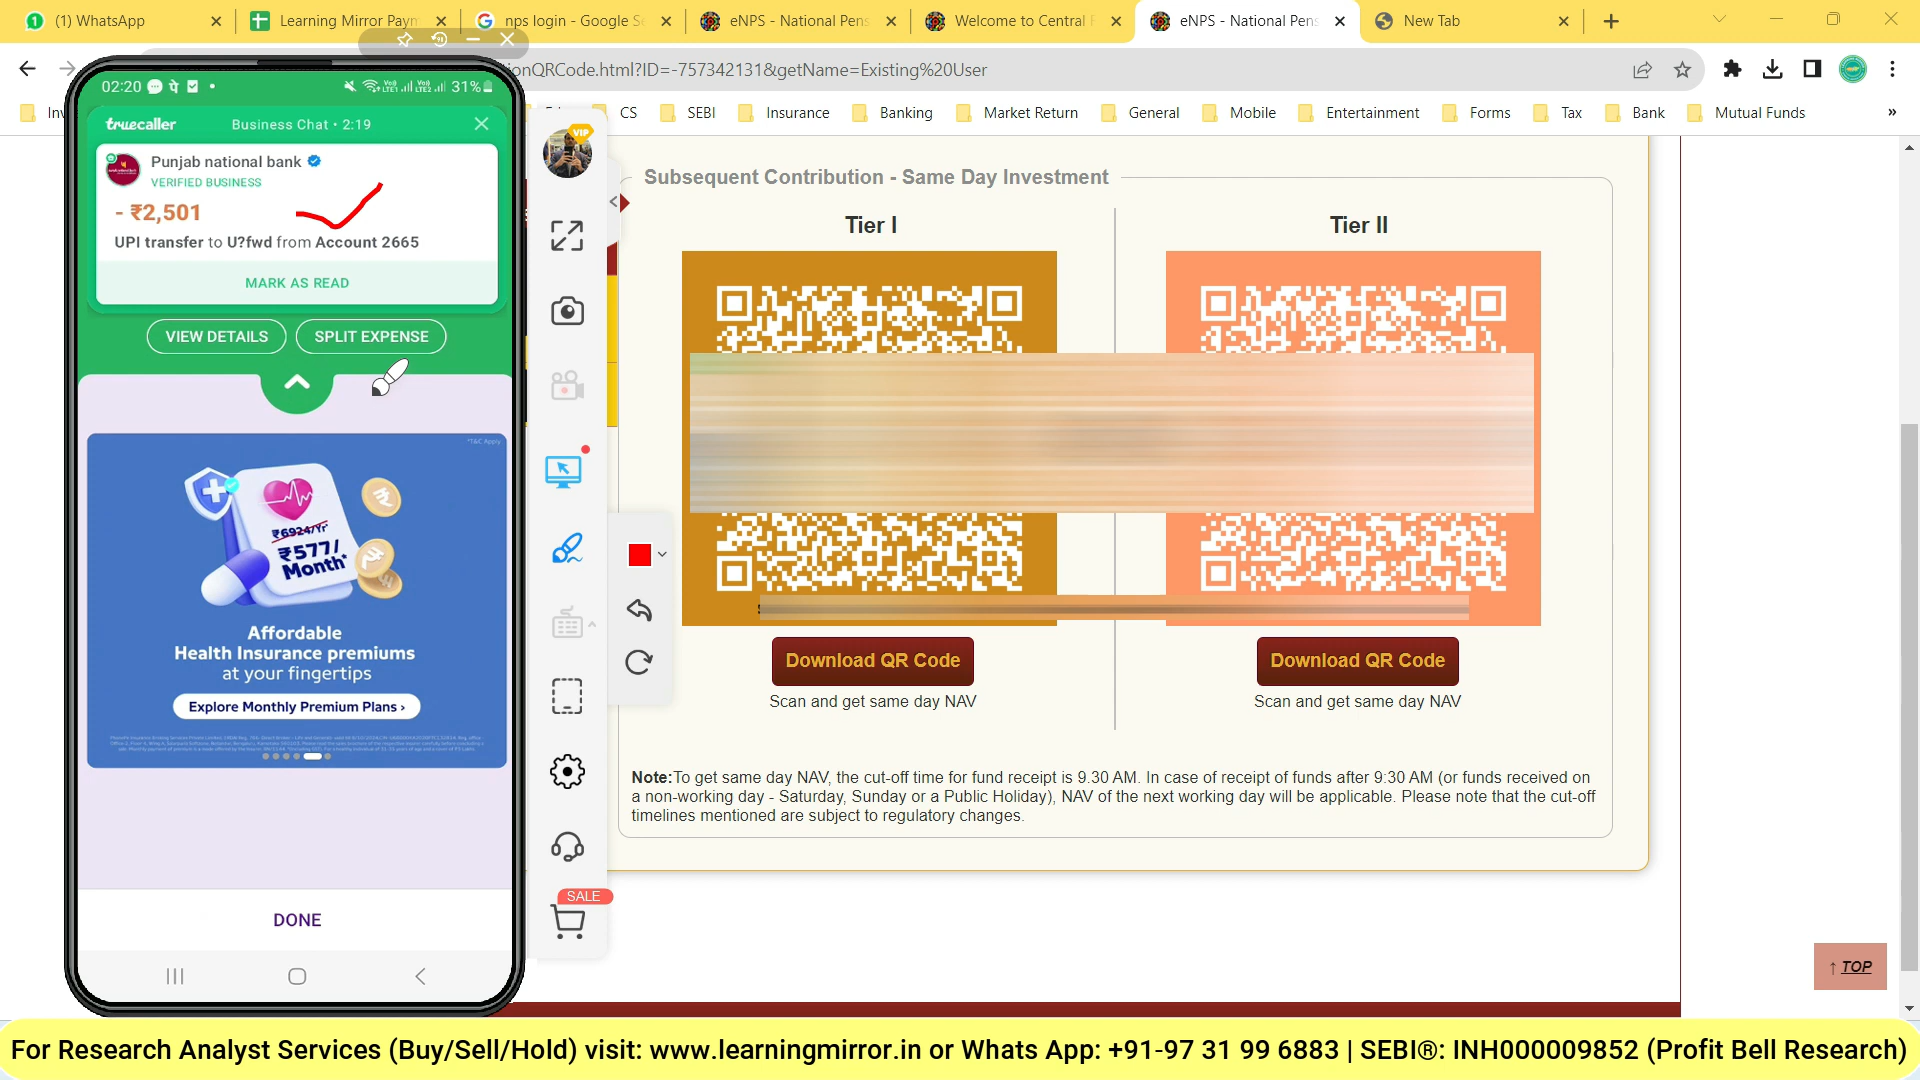 (1) WhatsApp
Learning Mirror Paym
nps login - Google Se
eNPS - National Pens
Welcome to Central
eNPS - National Pens
New Tab
ionQRCode.html?ID=-757342131&getName=Existing%20User
CS
SEBI
Insurance
Banking
Market Return
General
Mobile
Entertainment
Forms
Tax
Bank
Mutual Funds
»
02:20
31%
truecaller
Business Chat • 2:19
Punjab national bank
VERIFIED BUSINESS
- ₹2,501
UPI transfer to U?fwd from Account 2665
MARK AS READ
VIEW DETAILS
SPLIT EXPENSE
*T&C Apply
₹6924/Yr
₹577/
Month*
Affordable
Health Insurance premiums
at your fingertips
Explore Monthly Premium Plans ›
DONE
VIP
SALE
Subsequent Contribution - Same Day Investment
Tier I
Tier II
Download QR Code
Download QR Code
Scan and get same day NAV
Scan and get same day NAV
Note:To get same day NAV, the cut-off time for fund receipt is 9.30 AM. In case of receipt of funds after 9:30 AM (or funds received on
a non-working day - Saturday, Sunday or a Public Holiday), NAV of the next working day will be applicable. Please note that the cut-off
timelines mentioned are subject to regulatory changes.
↑ TOP
For Research Analyst Services (Buy/Sell/Hold) visit: www.learningmirror.in or Whats App: +91-97 31 99 6883 | SEBI®: INH000009852 (Profit Bell Research)